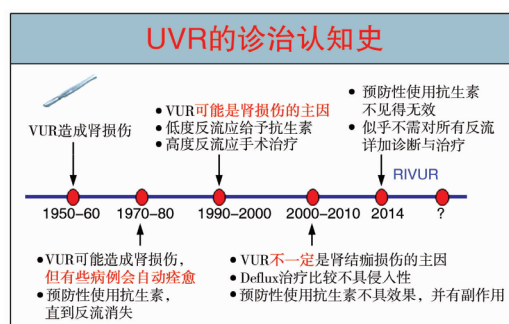 UVR的诊治认知史
VUR造成肾损伤
● VUR可能是肾损伤的主因
● 低度反流应给予抗生素
● 高度反流应手术治疗
● 预防性使用抗生素
不见得无效
● 似乎不需对所有反流
详加诊断与治疗
RIVUR
1950–60 1970–80 1990–2000 2000–2010 2014 ?
● VUR可能造成肾损伤，
但有些病例会自动痊愈
● 预防性使用抗生素，
直到反流消失
● VUR不一定是肾结痂损伤的主因
● Deflux治疗比较不具侵入性
● 预防性使用抗生素不具效果，并有副作用